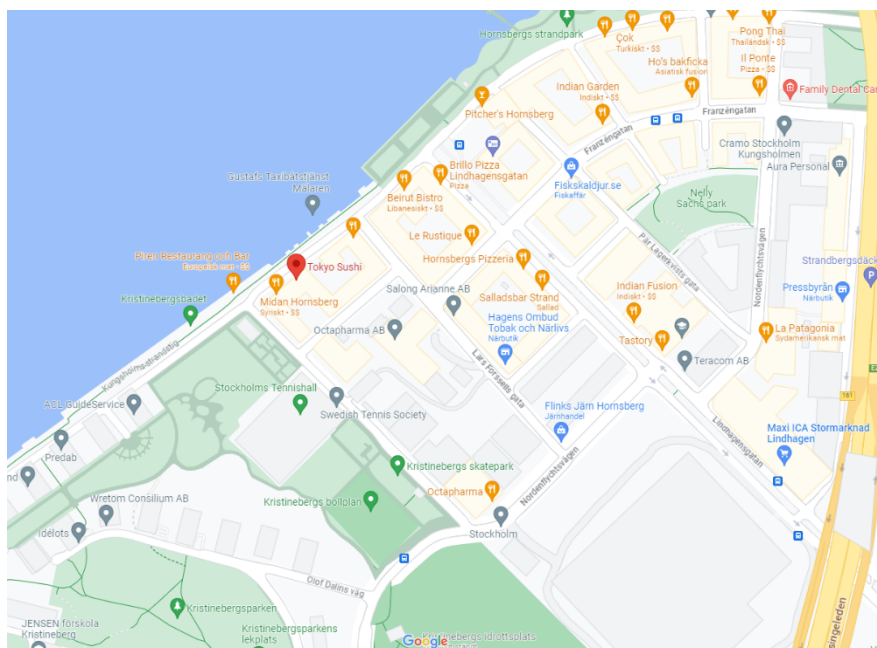 Hornsbergs strandpark
Çok
Turkiskt · $$
Pong Thai
Thailändsk · $$
Ho's bakficka
Asiatisk fusion
Il Ponte
Pizza · $$
Indian Garden
Indiskt · $$
Family Dental Car
Pitcher's Hornsberg
Franzéngatan
Franzéngatan
Cramo Stockholm
Kungsholmen
Aura Personal
Brillo Pizza
Lindhagensgatan
Pizza
Gustafs Taxibåtstjänst
Mälaren
Fiskskaldjur.se
Fiskaffär
Beirut Bistro
Libanesiskt · $$
Nelly
Sachs park
Le Rustique
Pär Lagerkvists gata
Nordenflychtsvägen
Piren Restaurang och Bar
Europeisk mat · $$
Tokyo Sushi
Hornsbergs Pizzeria
Strandbergsdäck
Kristinebergsbadet
Midan Hornsberg
Syriskt · $$
Salong Arianne AB
Salladsbar Strand
Sallad
Indian Fusion
Indiskt · $$
Pressbyrån
Närbutik
Octapharma AB
Hagens Ombud
Tobak och Närlivs
Närbutik
Tastory
La Patagonia
Sydamerikansk mat
Teracom AB
Kungsholms strandstig
Lars Forssells gata
Stockholms Tennishall
161
ACL GuideService
Swedish Tennis Society
Flinks Järn Hornsberg
Järnhandel
Lindhagensgatan
Maxi ICA Stormarknad
Lindhagen
Predab
Kristinebergs skatepark
Nordenflychtsvägen
nd
Wretom Consilium AB
Octapharma
Kristinebergs bollplan
Idélots
Stockholm
Olof Dalins väg
Kristinebergsparken
JENSEN förskola
Kristineberg
Kristinebergsparkens
lekplats
Google
Kristinebergs idrottsplats
singeleden